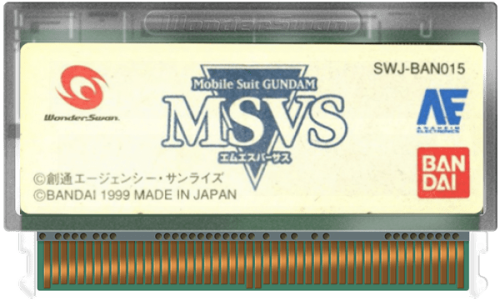 WonderSwan
SWJ-BAN015
WonderSwan
Mobile Suit GUNDAM
MSVS
エムエスバーサス
AE
ANAHEIM
ELECTRONICS
©創通エージェンシー・サンライズ
©BANDAI 1999 MADE IN JAPAN
BAN
DAI